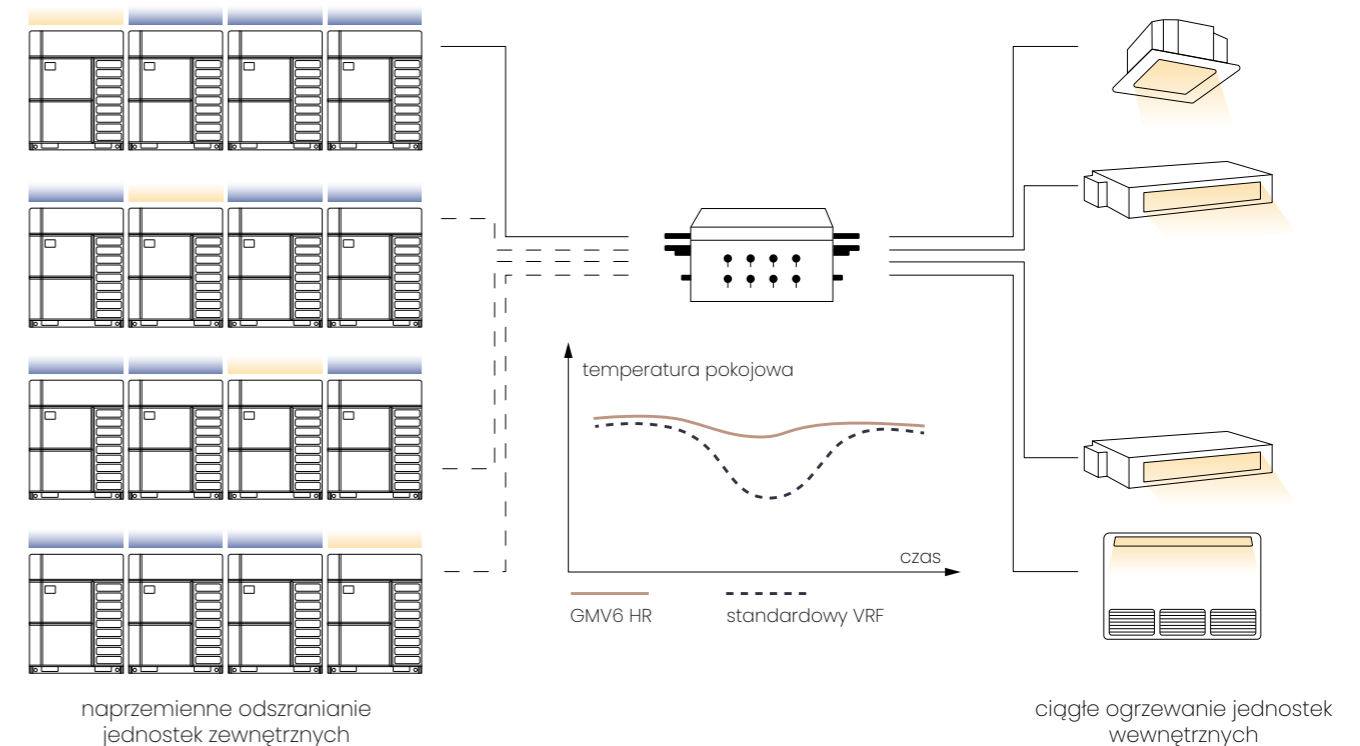 temperatura pokojowa
czas
GMV6 HR
standardowy VRF
naprzemienne odszranianie
jednostek zewnętrznych
ciągłe ogrzewanie jednostek
wewnętrznych